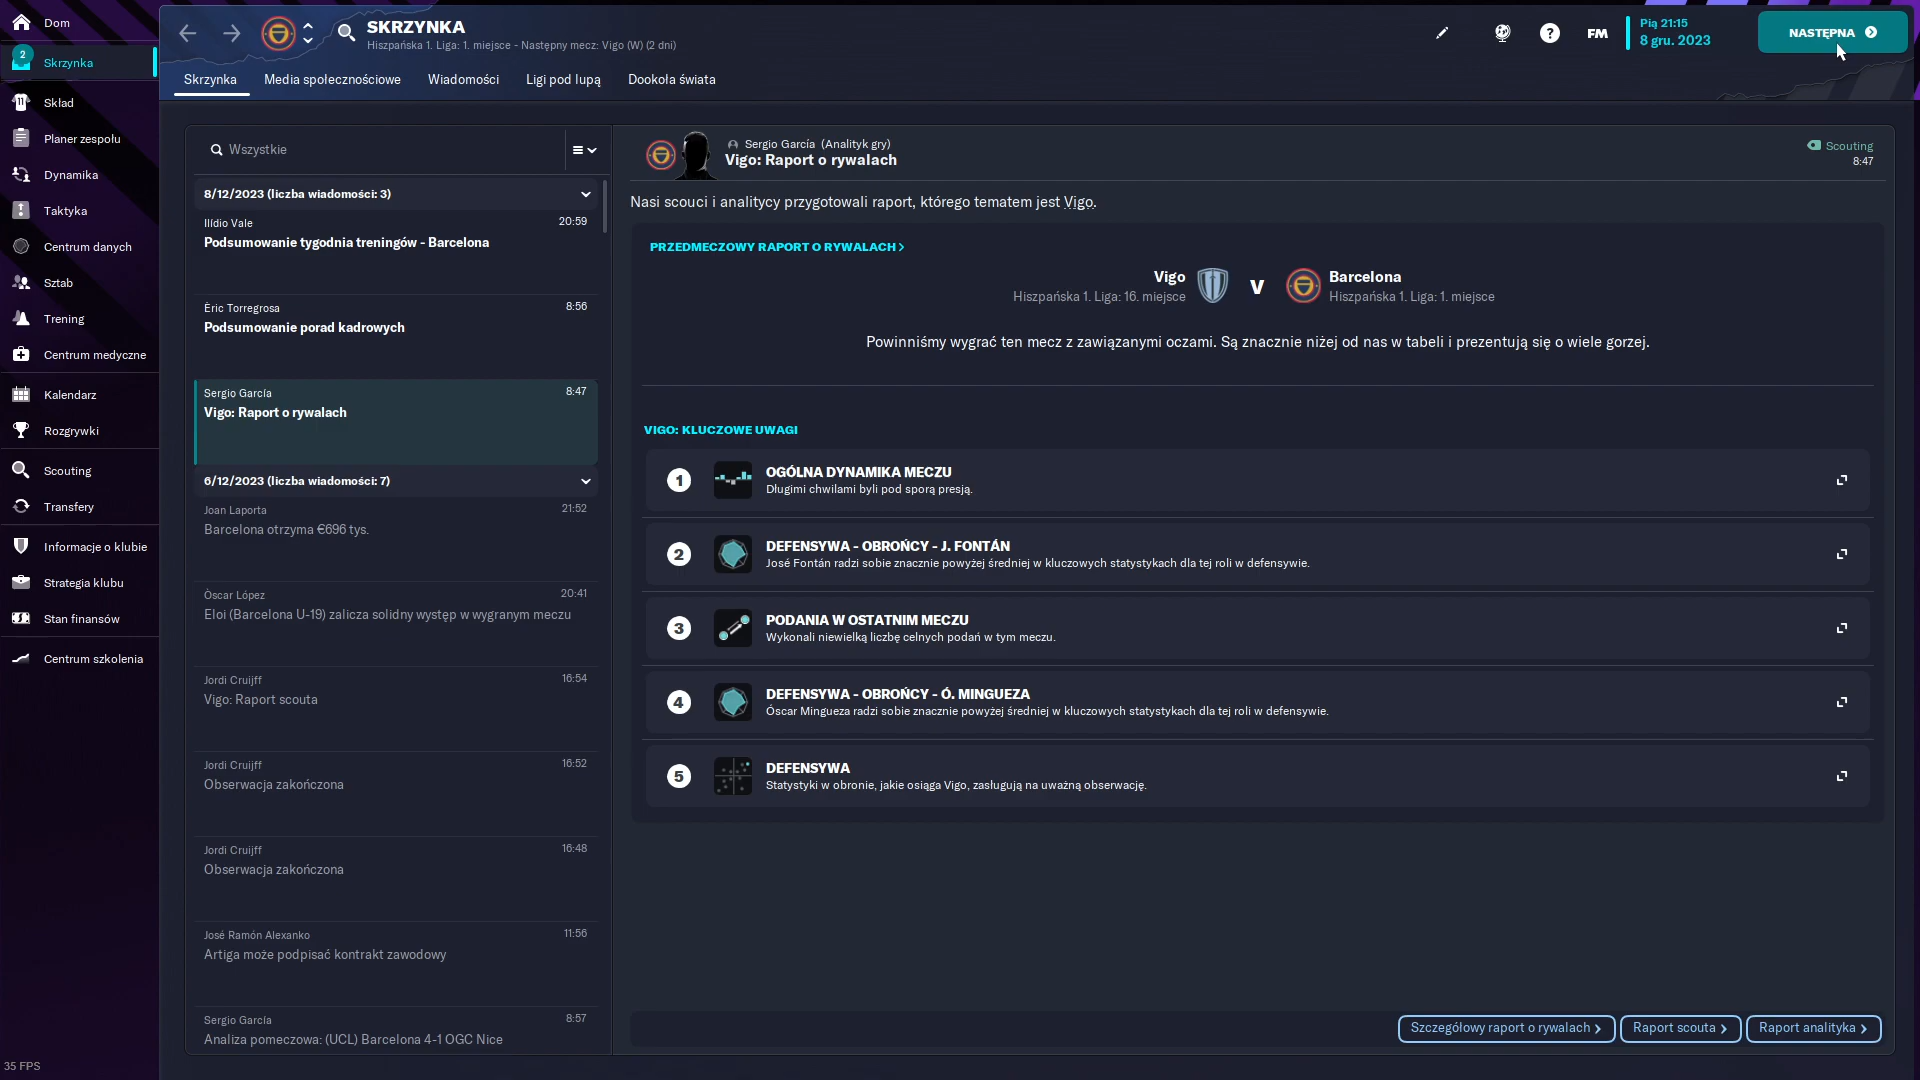 Dom
2
Skrzynka
Skład
Planer zespołu
Dynamika
Taktyka
Centrum danych
Sztab
Trening
Centrum medyczne
Kalendarz
Rozgrywki
Scouting
Transfery
Informacje o klubie
Strategia klubu
Stan finansów
Centrum szkolenia
35 FPS
SKRZYNKA
Hiszpańska 1. Liga: 1. miejsce - Następny mecz: Vigo (W) (2 dni)
?
FM
Pią 21:15
8 gru. 2023
NASTĘPNA
Skrzynka
Media społecznościowe
Wiadomości
Ligi pod lupą
Dookoła świata
Wszystkie
8/12/2023 (liczba wiadomości: 3)
Ilídio Vale 20:59
Podsumowanie tygodnia treningów - Barcelona
Èric Torregrosa 8:56
Podsumowanie porad kadrowych
Sergio García 8:47
Vigo: Raport o rywalach
6/12/2023 (liczba wiadomości: 7)
Joan Laporta 21:52
Barcelona otrzyma €696 tys.
Òscar López 20:41
Eloi (Barcelona U-19) zalicza solidny występ w wygranym meczu
Jordi Cruijff 16:54
Vigo: Raport scouta
Jordi Cruijff 16:52
Obserwacja zakończona
Jordi Cruijff 16:48
Obserwacja zakończona
José Ramón Alexanko 11:56
Artiga może podpisać kontrakt zawodowy
Sergio García 8:57
Analiza pomeczowa: (UCL) Barcelona 4-1 OGC Nice
Sergio García (Analityk gry)
Vigo: Raport o rywalach
Scouting
8:47
Nasi scouci i analitycy przygotowali raport, którego tematem jest Vigo.
PRZEDMECZOWY RAPORT O RYWALACH >
Vigo
Hiszpańska 1. Liga: 16. miejsce
V
Barcelona
Hiszpańska 1. Liga: 1. miejsce
Powinniśmy wygrać ten mecz z zawiązanymi oczami. Są znacznie niżej od nas w tabeli i prezentują się o wiele gorzej.
VIGO: KLUCZOWE UWAGI
1
OGÓLNA DYNAMIKA MECZU
Długimi chwilami byli pod sporą presją.
2
DEFENSYWA - OBROŃCY - J. FONTÁN
José Fontán radzi sobie znacznie powyżej średniej w kluczowych statystykach dla tej roli w defensywie.
3
PODANIA W OSTATNIM MECZU
Wykonali niewielką liczbę celnych podań w tym meczu.
4
DEFENSYWA - OBROŃCY - Ó. MINGUEZA
Óscar Mingueza radzi sobie znacznie powyżej średniej w kluczowych statystykach dla tej roli w defensywie.
5
DEFENSYWA
Statystyki w obronie, jakie osiąga Vigo, zasługują na uważną obserwację.
Szczegółowy raport o rywalach >
Raport scouta >
Raport analityka >